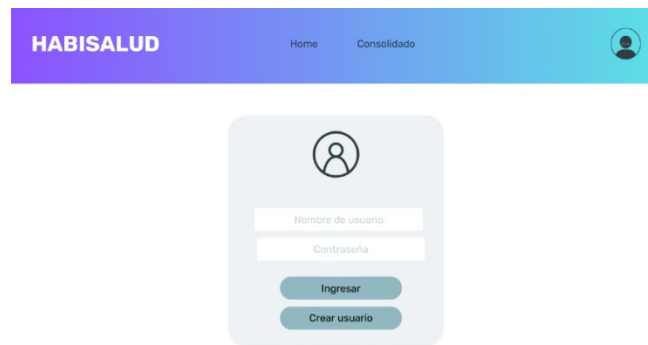 HABISALUD
Home Consolidado
Nombre de usuario
Contraseña
Ingresar
Crear usuario